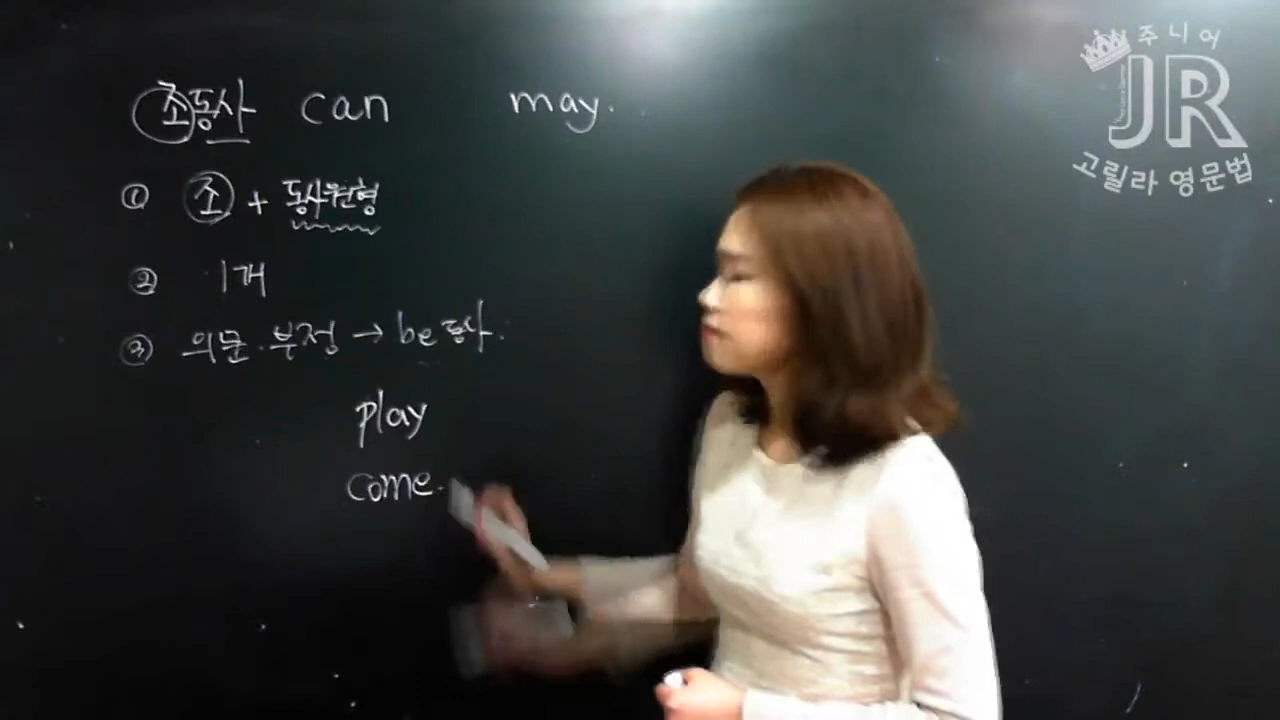 조동사 can may.
① 조 + 동사원형
② 1개
③ 의문·부정 → be동사.
play
come.
주니어
JR
고릴라 영문법